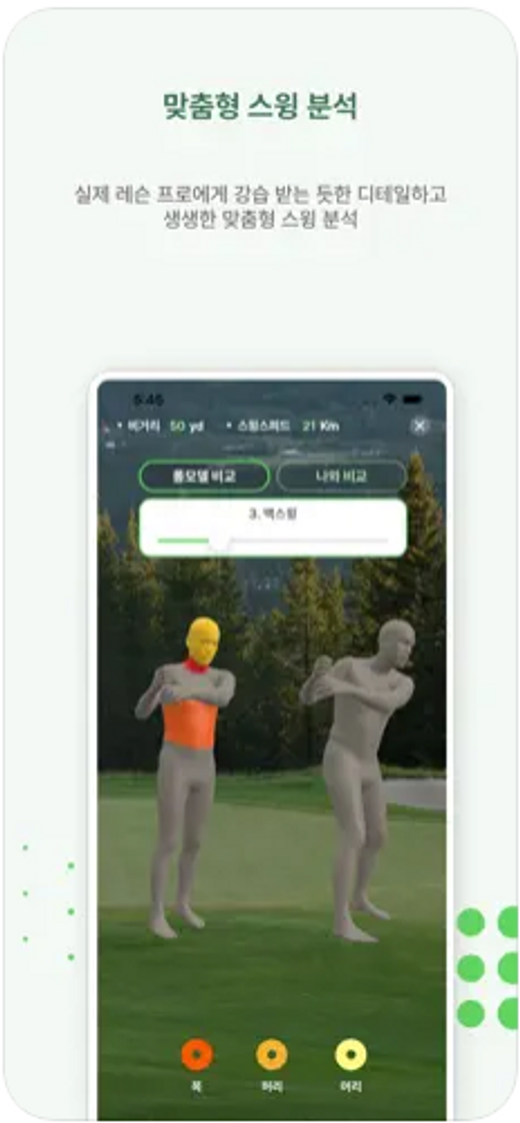 맞춤형 스윙 분석
실제 레슨 프로에게 강습 받는 듯한 디테일하고
생생한 맞춤형 스윙 분석
5:45
• 비거리 50 yd • 스윙스피드 21 Km
롤모델 비교 나와 비교
3. 백스윙
목 허리 머리